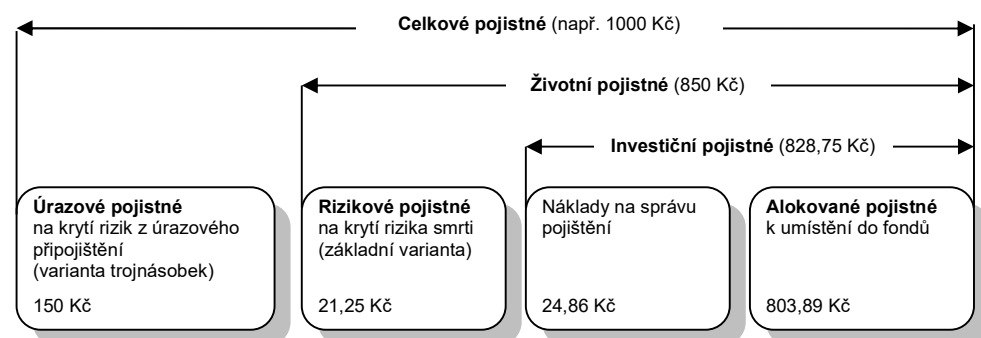 Celkové pojistné (např. 1000 Kč)
Životní pojistné (850 Kč)
Investiční pojistné (828,75 Kč)
Úrazové pojistné
na krytí rizik z úrazového
připojištění
(varianta trojnásobek)
150 Kč
Rizikové pojistné
na krytí rizika smrti
(základní varianta)
21,25 Kč
Náklady na správu
pojištění
24,86 Kč
Alokované pojistné
k umístění do fondů
803,89 Kč